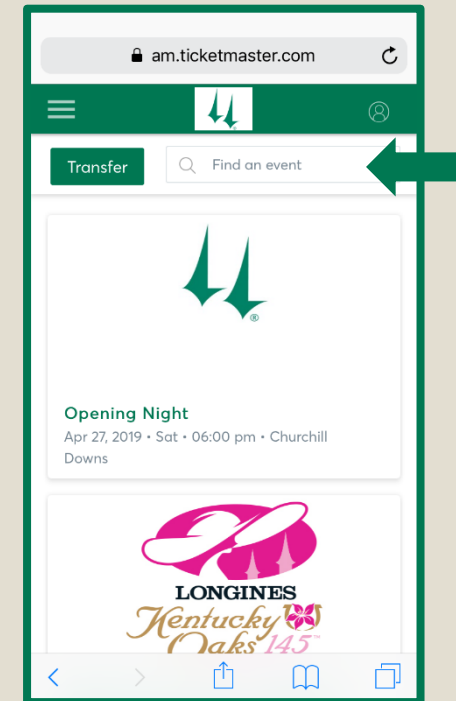 am.ticketmaster.com
Transfer
Find an event
®
Opening Night
Apr 27, 2019 • Sat • 06:00 pm • Churchill
Downs
LONGINES
Kentucky
Oaks 145™